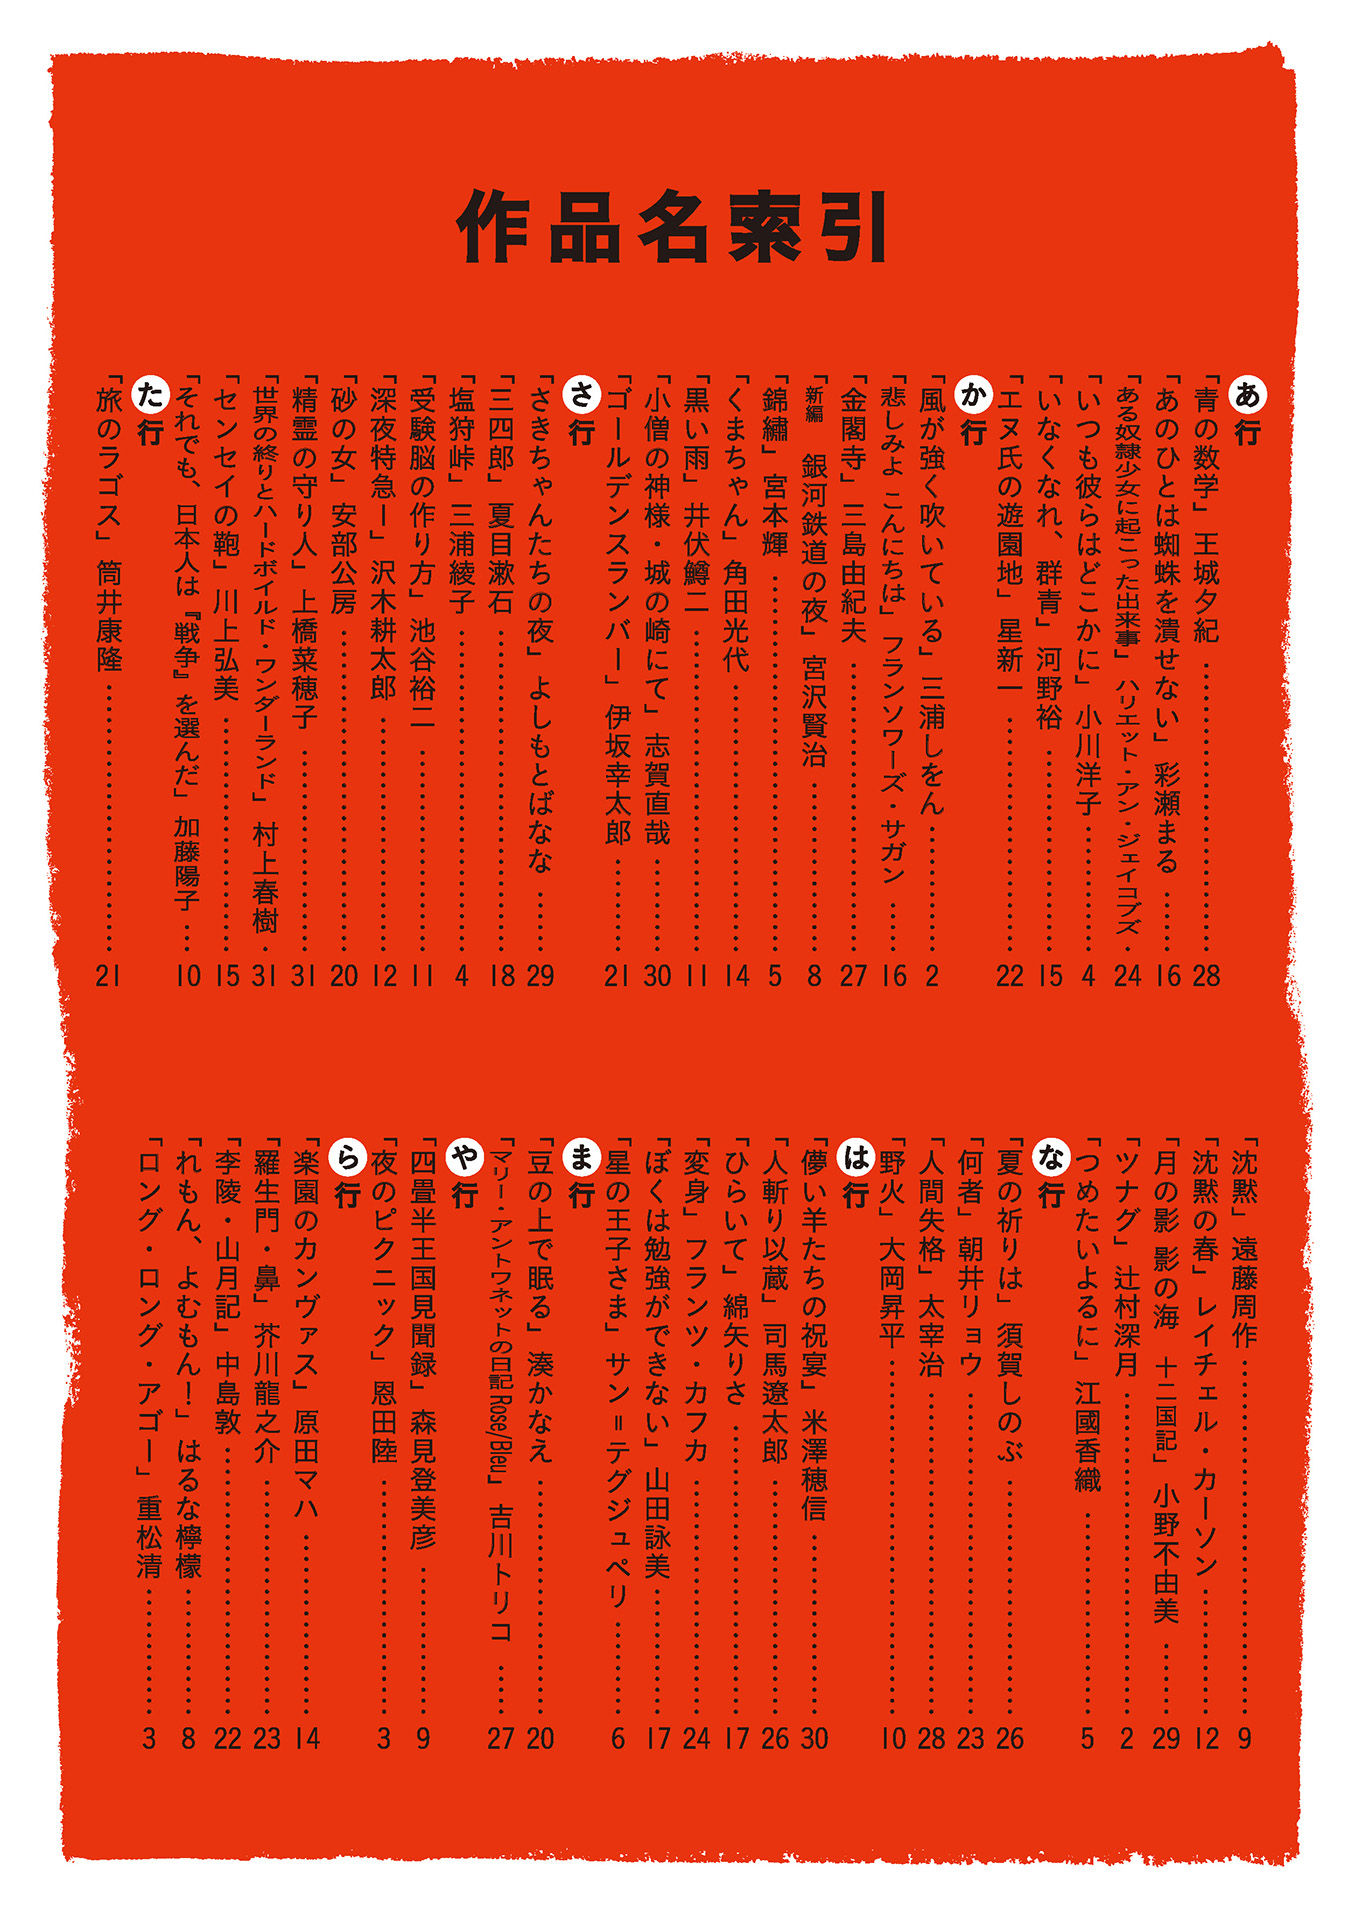 作品名索引
あ行
「青の数学」王城夕紀……28
「あのひとは蜘蛛を潰せない」彩瀬まる……16
「ある奴隷少女に起こった出来事」ハリエット・アン・ジェイコブズ…24
「いつも彼らはどこかに」小川洋子……4
「いなくなれ、群青」河野裕……15
「エヌ氏の遊園地」星新一……22
か行
「風が強く吹いている」三浦しをん……2
「悲しみよ こんにちは」フランソワーズ・サガン……16
「金閣寺」三島由紀夫……27
「新編 銀河鉄道の夜」宮沢賢治……8
「錦繡」宮本輝……5
「くまちゃん」角田光代……14
「黒い雨」井伏鱒二……11
「小僧の神様・城の崎にて」志賀直哉……30
「ゴールデンスランバー」伊坂幸太郎……21
さ行
「さきちゃんたちの夜」よしもとばなな……29
「三四郎」夏目漱石……18
「塩狩峠」三浦綾子……4
「受験脳の作り方」池谷裕二……11
「深夜特急1」沢木耕太郎……12
「砂の女」安部公房……20
「精霊の守り人」上橋菜穂子……31
「世界の終りとハードボイルド・ワンダーランド」村上春樹…31
「センセイの鞄」川上弘美……15
「それでも、日本人は『戦争』を選んだ」加藤陽子…10
た行
「旅のラゴス」筒井康隆……21
「沈黙」遠藤周作……9
「沈黙の春」レイチェル・カーソン……12
「月の影 影の海 十二国記」小野不由美……29
「ツナグ」辻村深月……2
「つめたいよるに」江國香織……5
な行
「夏の祈りは」須賀しのぶ……26
「何者」朝井リョウ……23
「人間失格」太宰治……28
「野火」大岡昇平……10
は行
「儚い羊たちの祝宴」米澤穂信……30
「人斬り以蔵」司馬遼太郎……26
「ひらいて」綿矢りさ……17
「変身」フランツ・カフカ……24
「ぼくは勉強ができない」山田詠美……17
「星の王子さま」サン=テグジュペリ……6
ま行
「豆の上で眠る」湊かなえ……20
「マリー・アントワネットの日記 Rose/Bleu」吉川トリコ……27
や行
「四畳半王国見聞録」森見登美彦……9
「夜のピクニック」恩田陸……3
ら行
「楽園のカンヴァス」原田マハ……14
「羅生門・鼻」芥川龍之介……23
「李陵・山月記」中島敦……22
「れもん、よむもん!」はるな檸檬……8
「ロング・ロング・アゴー」重松清……3